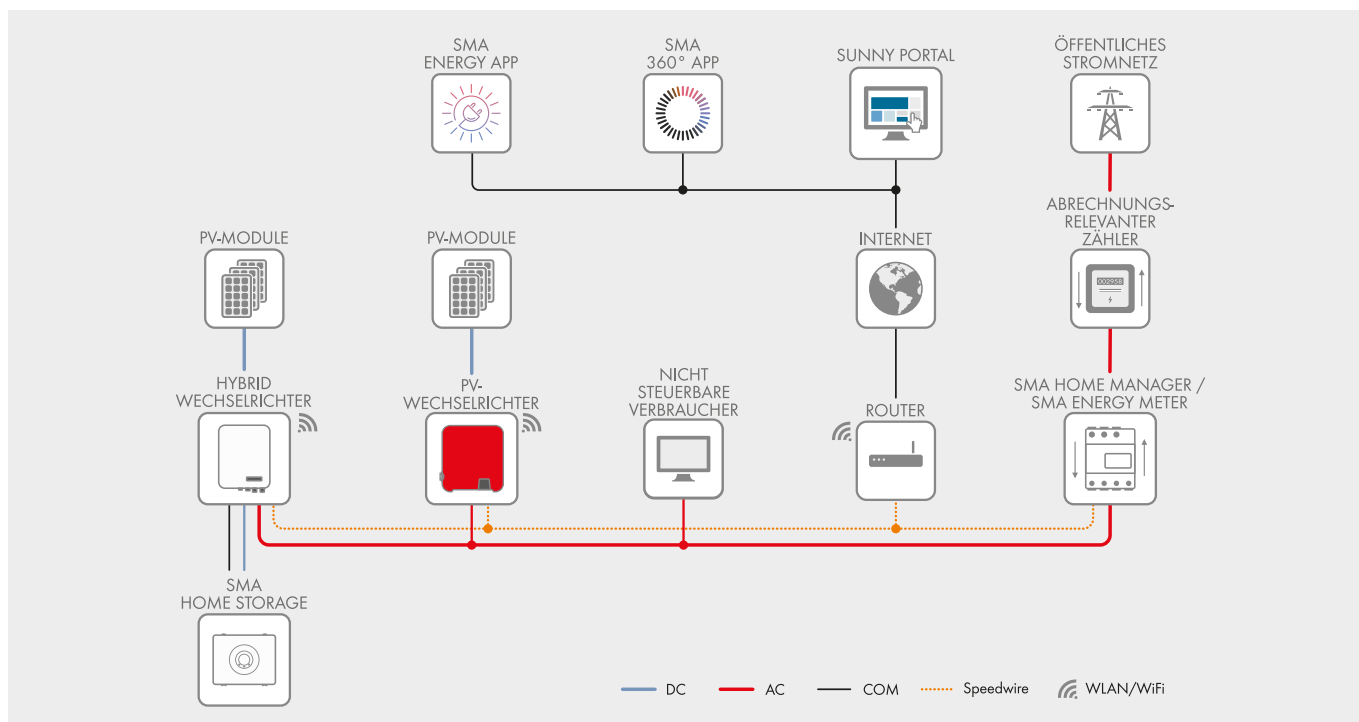 SMA
ENERGY APP
SMA
360° APP
SUNNY PORTAL
ÖFFENTLICHES
STROMNETZ
PV-MODULE
PV-MODULE
INTERNET
ABRECHNUNGS-
RELEVANTER
ZÄHLER
002958
HYBRID
WECHSELRICHTER
PV-
WECHSELRICHTER
NICHT
STEUERBARE
VERBRAUCHER
ROUTER
SMA HOME MANAGER /
SMA ENERGY METER
SMA
HOME STORAGE
DC
AC
COM
Speedwire
WLAN/WiFi